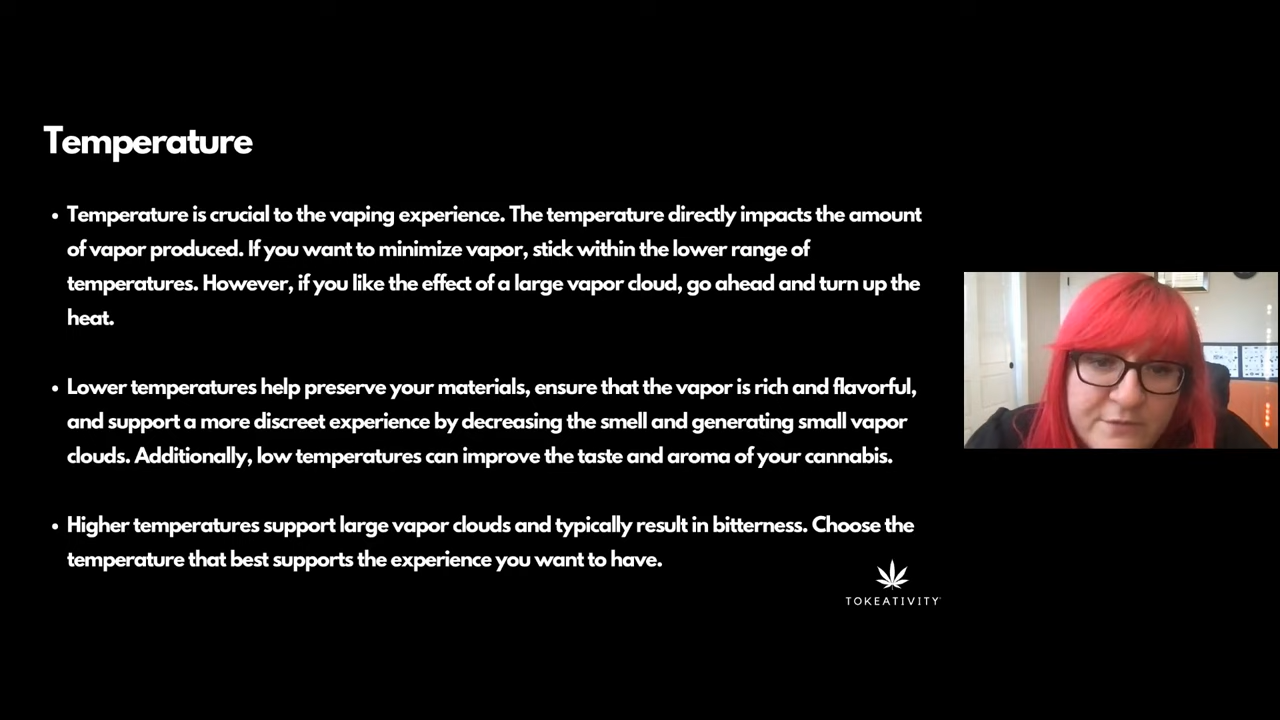 Temperature
• Temperature is crucial to the vaping experience. The temperature directly impacts the amount
of vapor produced. If you want to minimize vapor, stick within the lower range of
temperatures. However, if you like the effect of a large vapor cloud, go ahead and turn up the
heat.
• Lower temperatures help preserve your materials, ensure that the vapor is rich and flavorful,
and support a more discreet experience by decreasing the smell and generating small vapor
clouds. Additionally, low temperatures can improve the taste and aroma of your cannabis.
• Higher temperatures support large vapor clouds and typically result in bitterness. Choose the
temperature that best supports the experience you want to have.
TOKEATIVITY